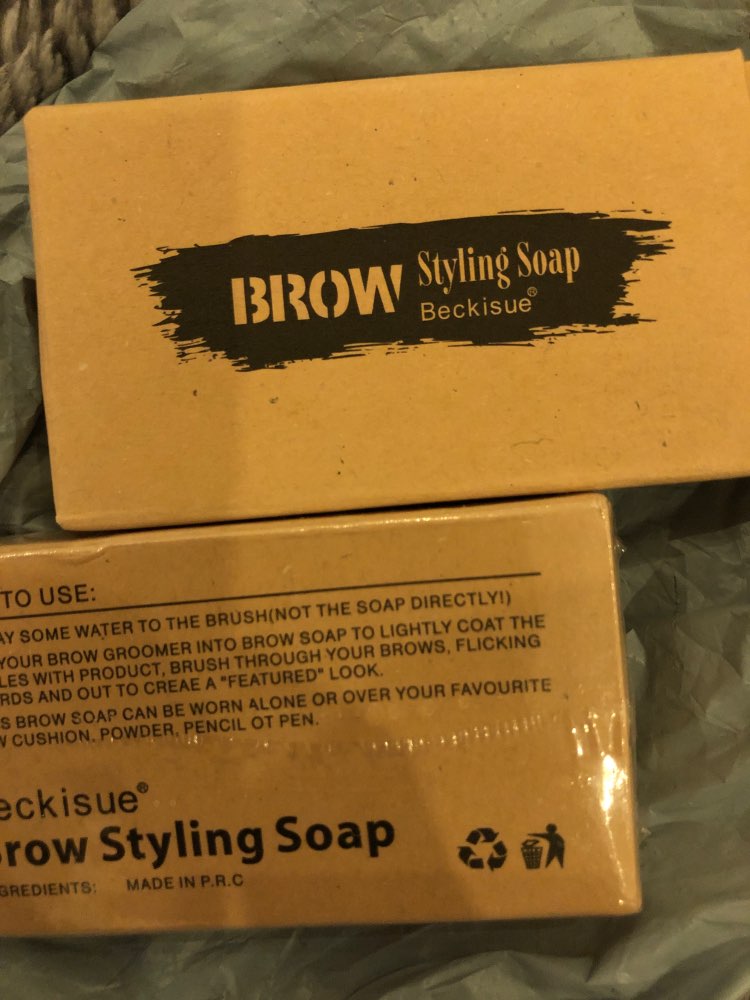 BROW Styling Soap
Beckisue®
TO USE:
AY SOME WATER TO THE BRUSH(NOT THE SOAP DIRECTLY!)
YOUR BROW GROOMER INTO BROW SOAP TO LIGHTLY COAT THE
LES WITH PRODUCT, BRUSH THROUGH YOUR BROWS, FLICKING
RDS AND OUT TO CREAE A "FEATURED" LOOK.
S BROW SOAP CAN BE WORN ALONE OR OVER YOUR FAVOURITE
W CUSHION, POWDER, PENCIL OT PEN.
eckisue®
row Styling Soap
GREDIENTS: MADE IN P.R.C